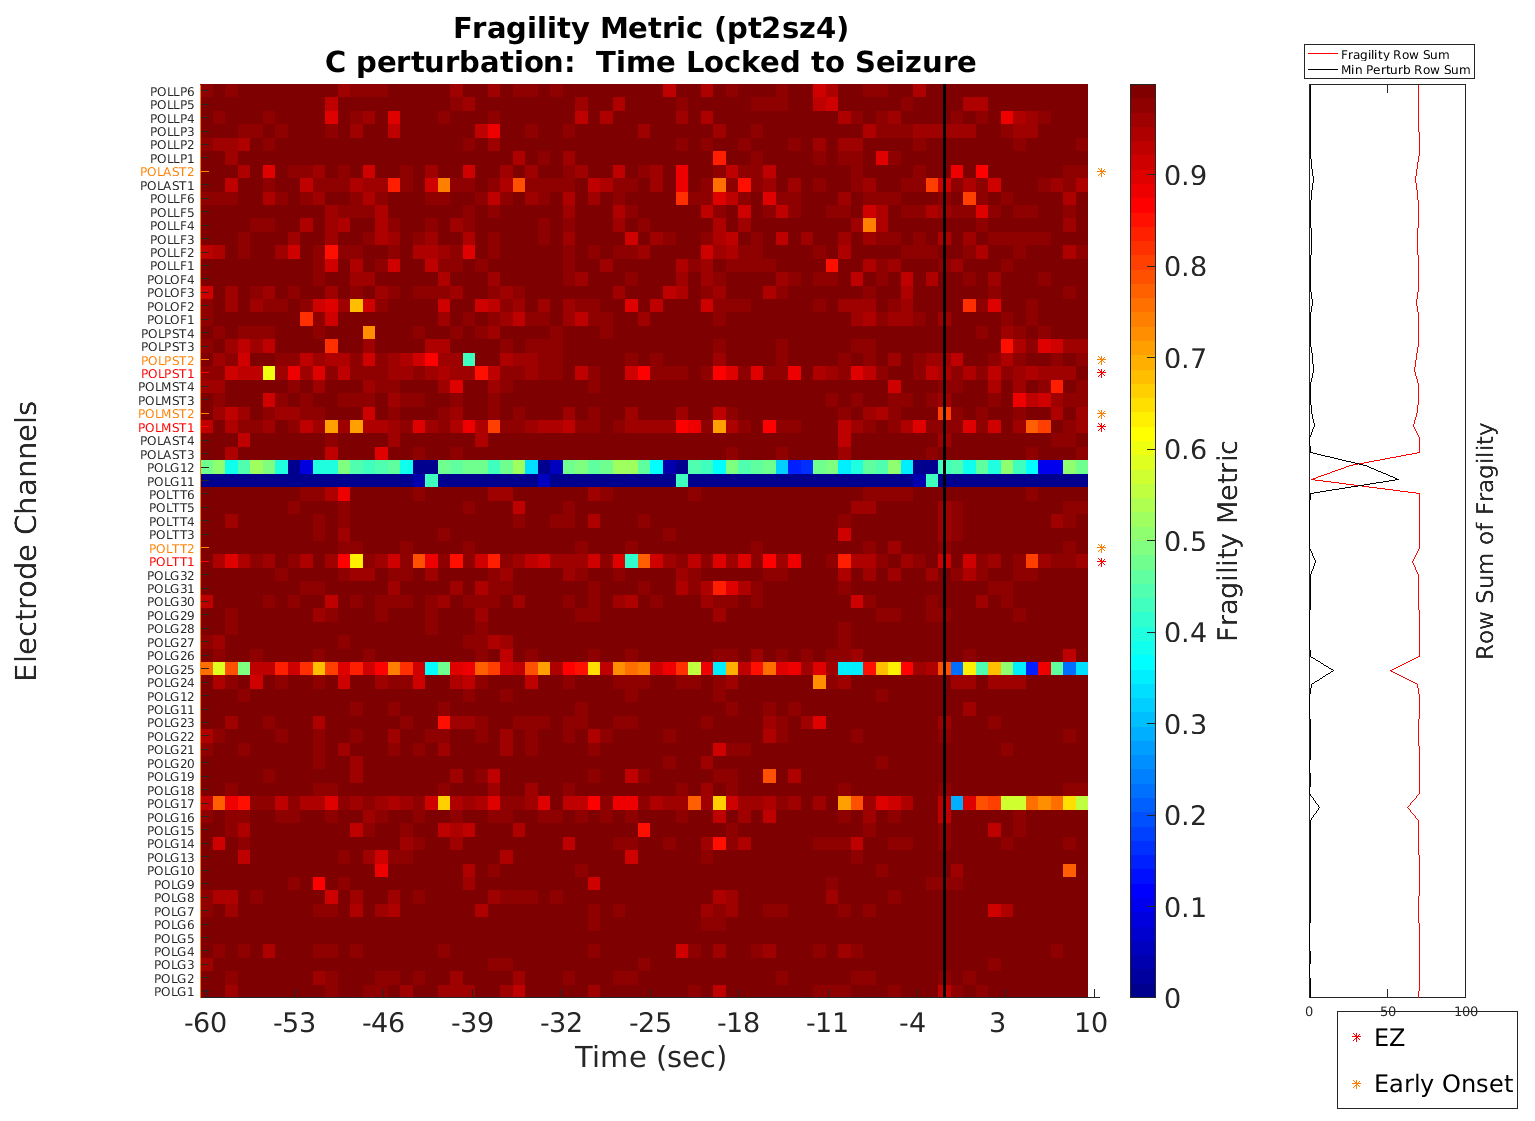 Fragility Metric (pt2sz4)
C perturbation:  Time Locked to Seizure
Electrode Channels
POLLP6
POLLP5
POLLP4
POLLP3
POLLP2
POLLP1
POLAST2
POLAST1
POLLF6
POLLF5
POLLF4
POLLF3
POLLF2
POLLF1
POLOF4
POLOF3
POLOF2
POLOF1
POLPST4
POLPST3
POLPST2
POLPST1
POLMST4
POLMST3
POLMST2
POLMST1
POLAST4
POLAST3
POLG12
POLG11
POLTT6
POLTT5
POLTT4
POLTT3
POLTT2
POLTT1
POLG32
POLG31
POLG30
POLG29
POLG28
POLG27
POLG26
POLG25
POLG24
POLG12
POLG11
POLG23
POLG22
POLG21
POLG20
POLG19
POLG18
POLG17
POLG16
POLG15
POLG14
POLG13
POLG10
POLG9
POLG8
POLG7
POLG6
POLG5
POLG4
POLG3
POLG2
POLG1
-60 -53 -46 -39 -32 -25 -18 -11 -4 3 10
Time (sec)
0.9
0.8
0.7
0.6
0.5
0.4
0.3
0.2
0.1
0
Fragility Metric
Fragility Row Sum
Min Perturb Row Sum
0 50 100
Row Sum of Fragility
EZ
Early Onset